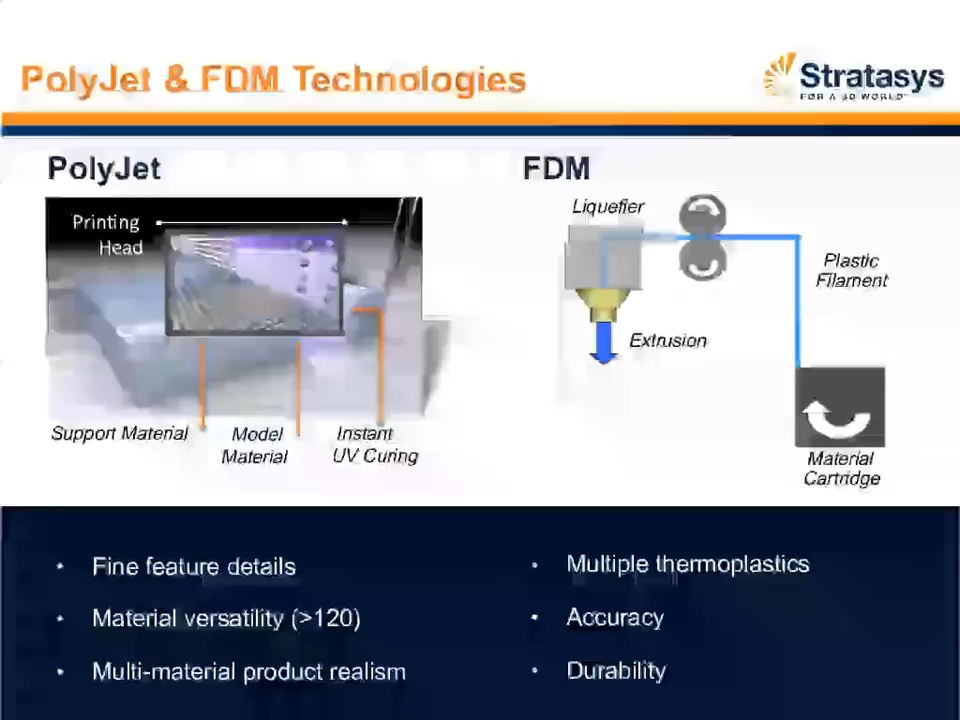 PolyJet & FDM Technologies
Stratasys
FOR A 3D WORLD
PolyJet
FDM
Printing
Head
Support Material
Model
Material
Instant
UV Curing
Liquefier
Plastic
Filament
Extrusion
Material
Cartridge
• Fine feature details
• Material versatility (>120)
• Multi-material product realism
• Multiple thermoplastics
• Accuracy
• Durability